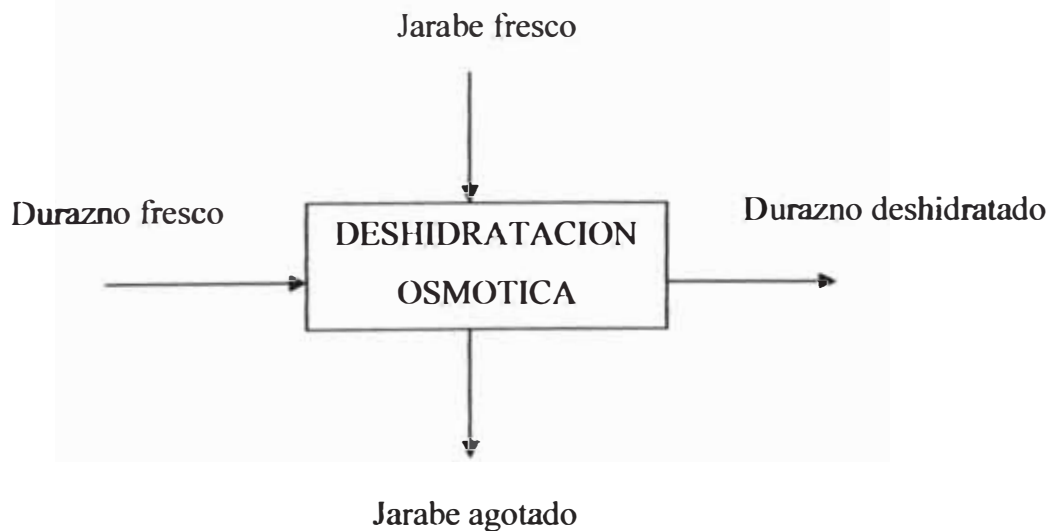 Jarabe fresco
Durazno fresco
DESHIDRATACION
OSMOTICA
Durazno deshidratado
Jarabe agotado